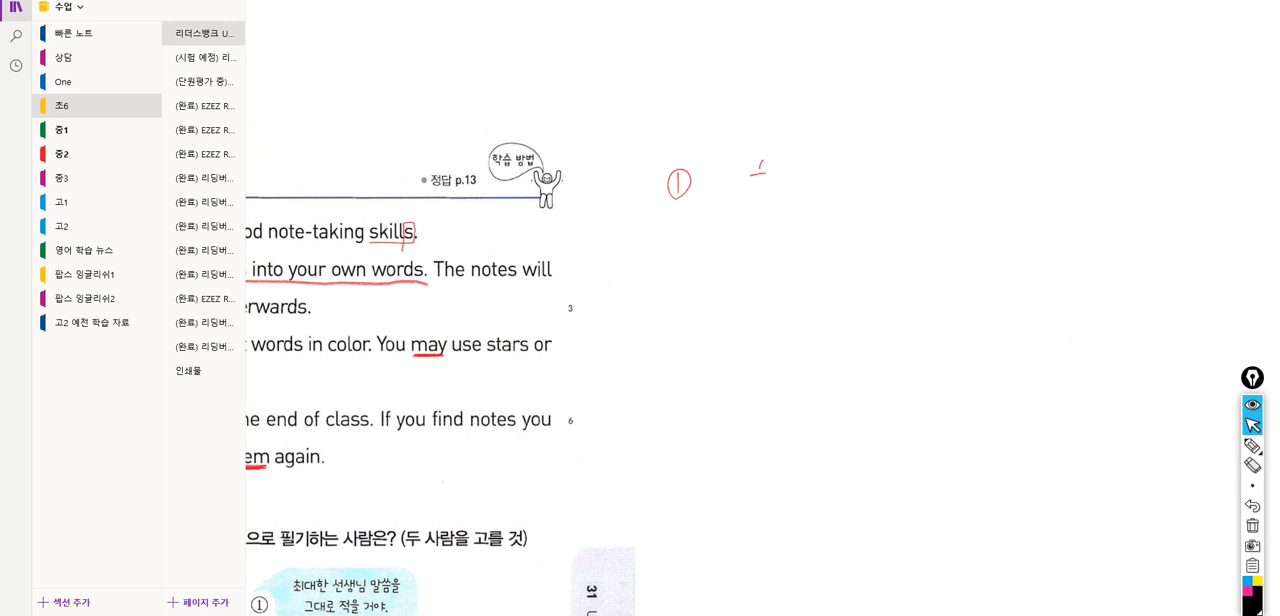 수업
빠른 노트
상담
One
초6
중1
중2
중3
고1
고2
영어 학습 뉴스
팝스 잉글리쉬1
팝스 잉글리쉬2
고2 예전 학습 자료
섹션 추가
리더스뱅크 U...
(시험 예정) 리...
(단원평가 중)...
(완료) EZEZ R...
(완료) EZEZ R...
(완료) EZEZ R...
(완료) 리딩버...
(완료) 리딩버...
(완료) 리딩버...
(완료) 리딩버...
(완료) 리딩버...
(완료) EZEZ R...
(완료) 리딩버...
(완료) 리딩버...
인쇄물
페이지 추가
학습 방법
정답 p.13
①
od note-taking skills.
into your own words. The notes will
rwards.
3
words in color. You may use stars or
ne end of class. If you find notes you
6
em again.
으로 필기하는 사람은? (두 사람을 고를 것)
① 최대한 선생님 말씀을
그대로 적을 거야.
31